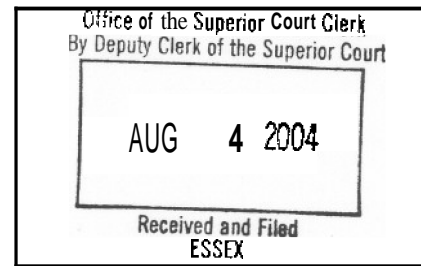 Office of the Superior Court Clerk
By Deputy Clerk of the Superior Court
AUG 4 2004
Received and Filed
ESSEX